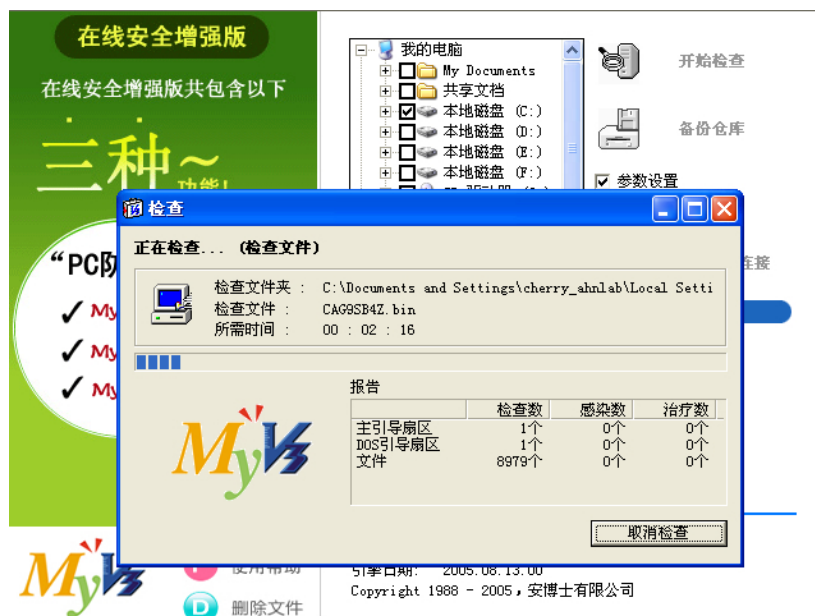 在线安全增强版
在线安全增强版共包含以下
三种~
功能!
“PC防
My
My
My
我的电脑
My Documents
共享文档
本地磁盘 (C:)
本地磁盘 (D:)
本地磁盘 (E:)
本地磁盘 (F:)
开始检查
备份仓库
参数设置
连接
检查
正在检查... (检查文件)
检查文件夹 : C:\Documents and Settings\cherry_ahnlab\Local Setti
检查文件 : CAG9SB4Z.bin
所需时间 : 00 : 02 : 16
报告
检查数 感染数 治疗数
主引导扇区 1个 0个 0个
DOS引导扇区 1个 0个 0个
文件 8979个 0个 0个
MyV3
取消检查
MyV3
使用帮助
D 删除文件
引擎日期: 2005.08.13.00
Copyright 1988 - 2005，安博士有限公司